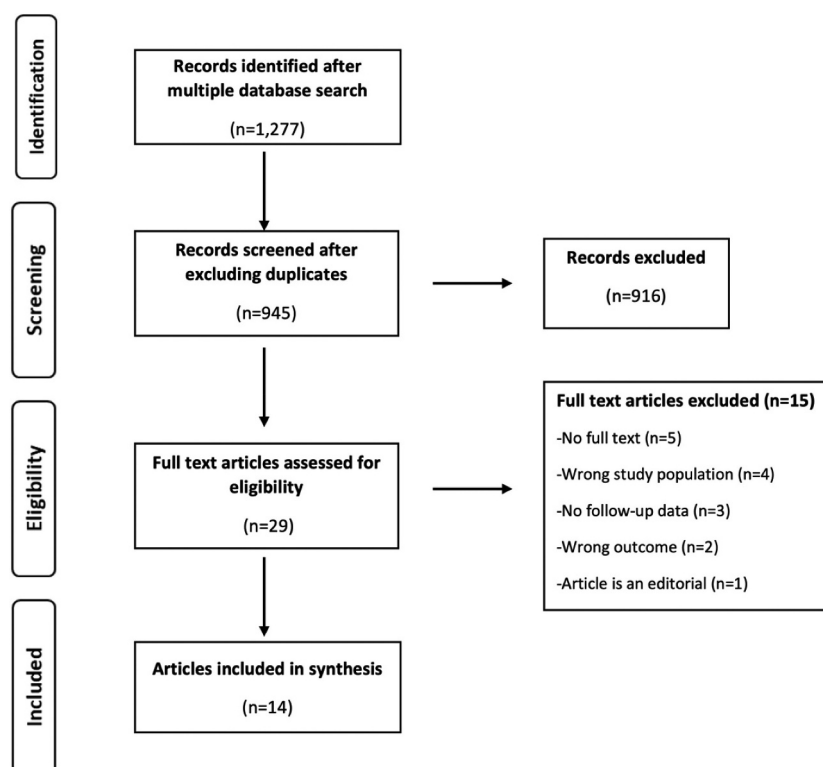 Identification
Records identified after
multiple database search
(n=1,277)
Screening
Records screened after
excluding duplicates
(n=945)
Records excluded
(n=916)
Eligibility
Full text articles assessed for
eligibility
(n=29)
Full text articles excluded (n=15)
-No full text (n=5)
-Wrong study population (n=4)
-No follow-up data (n=3)
-Wrong outcome (n=2)
-Article is an editorial (n=1)
Included
Articles included in synthesis
(n=14)